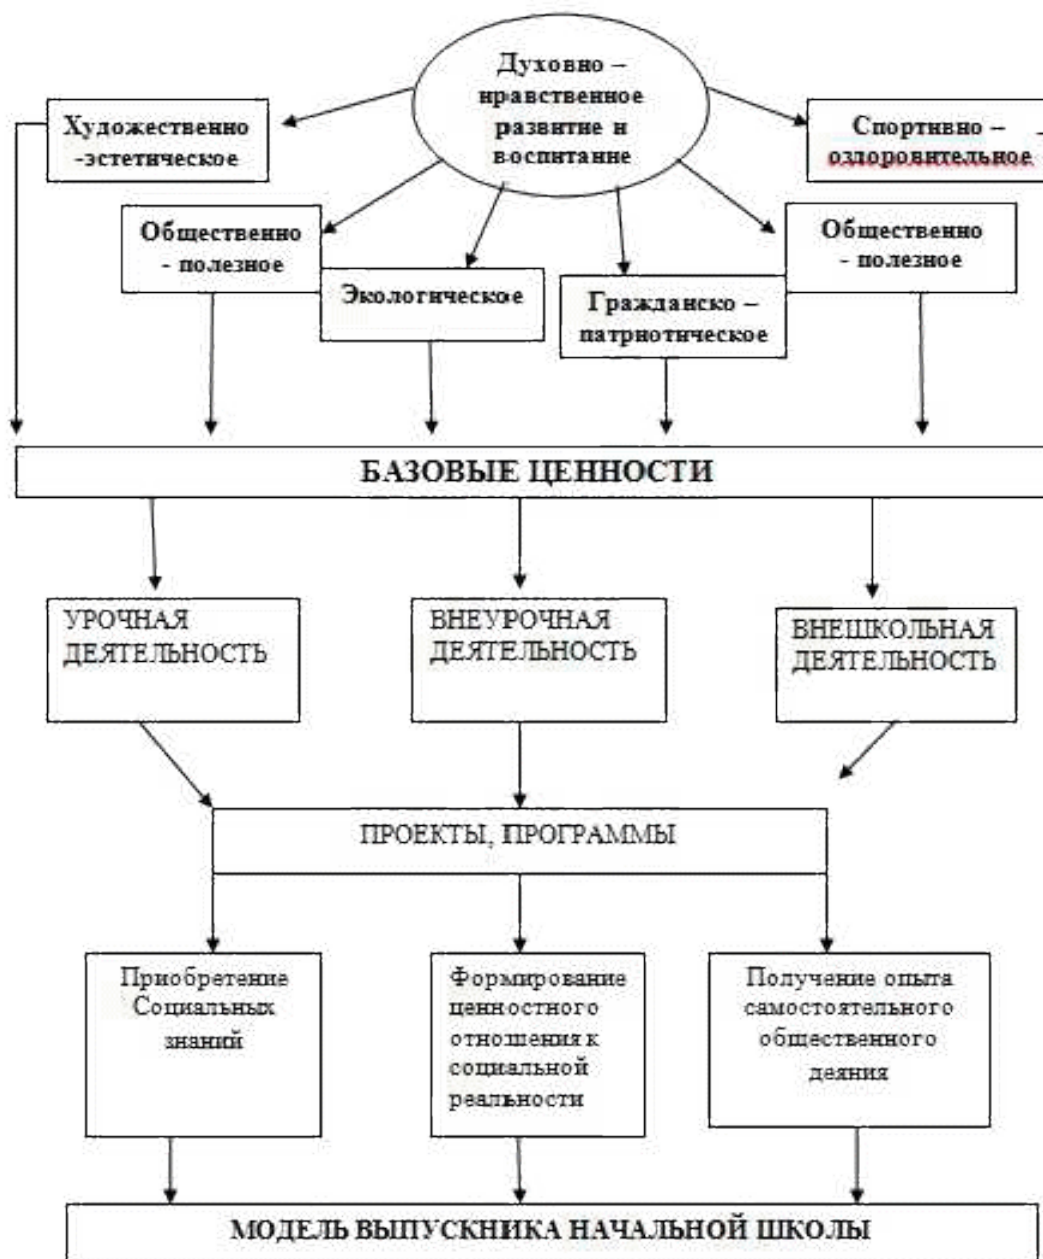 Духовно –
нравственное
развитие и
воспитание
Художественно
-эстетическое
Спортивно –
оздоровительное
Общественно
- полезное
Экологическое
Гражданско –
патриотическое
Общественно
- полезное
БАЗОВЫЕ ЦЕННОСТИ
УРОЧНАЯ
ДЕЯТЕЛЬНОСТЬ
ВНЕУРОЧНАЯ
ДЕЯТЕЛЬНОСТЬ
ВНЕШКОЛЬНАЯ
ДЕЯТЕЛЬНОСТЬ
ПРОЕКТЫ, ПРОГРАММЫ
Приобретение
Социальных
знаний
Формирование
ценностного
отношения к
социальной
реальности
Получение опыта
самостоятельного
общественного
деяния
МОДЕЛЬ ВЫПУСКНИКА НАЧАЛЬНОЙ ШКОЛЫ